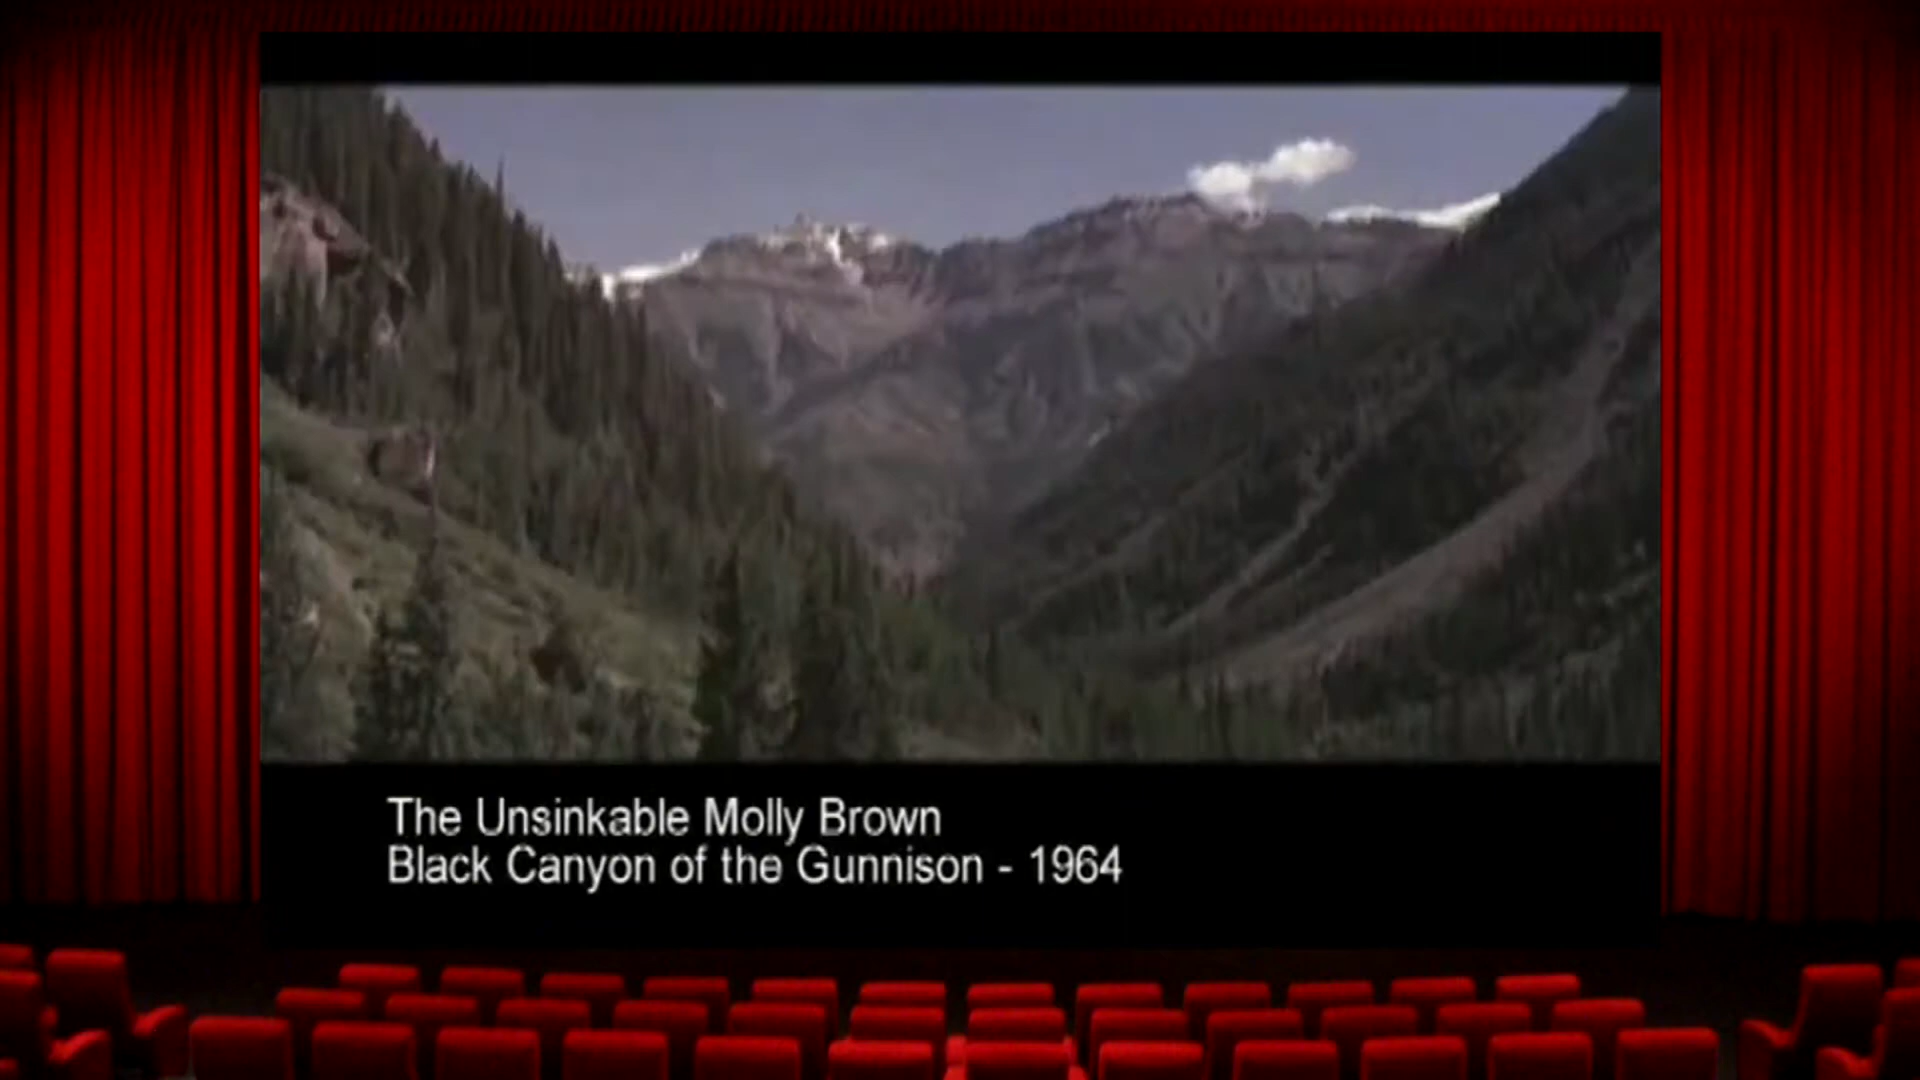 The Unsinkable Molly Brown
Black Canyon of the Gunnison - 1964